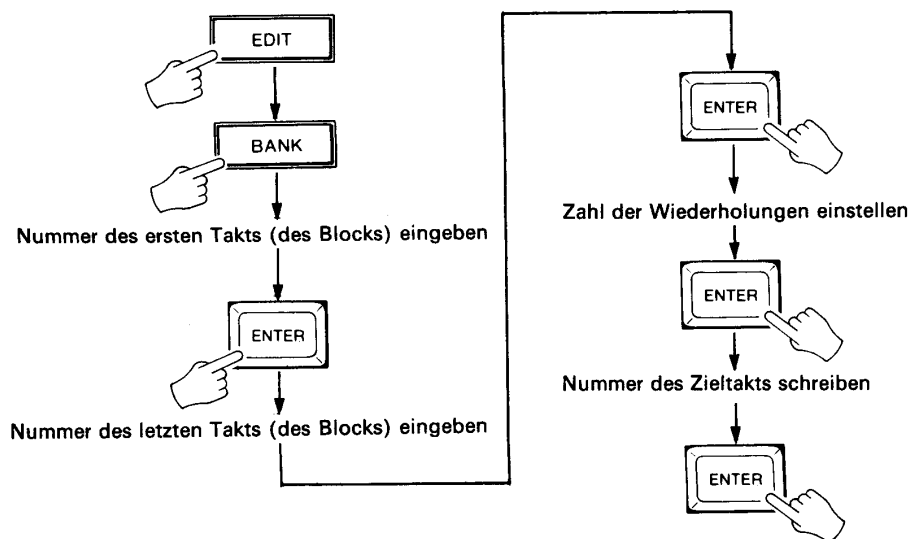 EDIT
BANK
Nummer des ersten Takts (des Blocks) eingeben
ENTER
Nummer des letzten Takts (des Blocks) eingeben
ENTER
Zahl der Wiederholungen einstellen
ENTER
Nummer des Zieltakts schreiben
ENTER